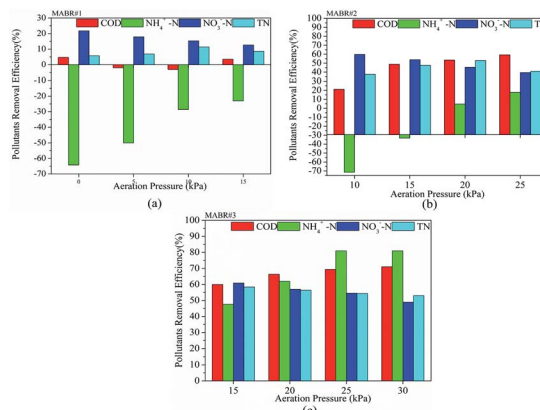 MABR#1
COD NH₄⁺-N NO₃⁻-N TN
Pollutants Removal Efficiency(%)
30
20
10
0
-10
-20
-30
-40
-50
-60
-70
0 5 10 15
Aeration Pressure (kPa)
(a)
MABR#2
COD NH₄⁺-N NO₃⁻-N T
Pollutants Removal Efficiency(%)
100
90
80
70
60
50
40
30
20
10
0
-30
-40
-50
-60
-70
10 15 20 25
Aeration Pressure (kPa)
(b)
MABR#3
COD NH₄⁺-N NO₃⁻-N TN
Pollutants Removal Efficiency(%)
100
90
80
70
60
50
40
30
20
10
0
15 20 25 30
Aeration Pressure (kPa)